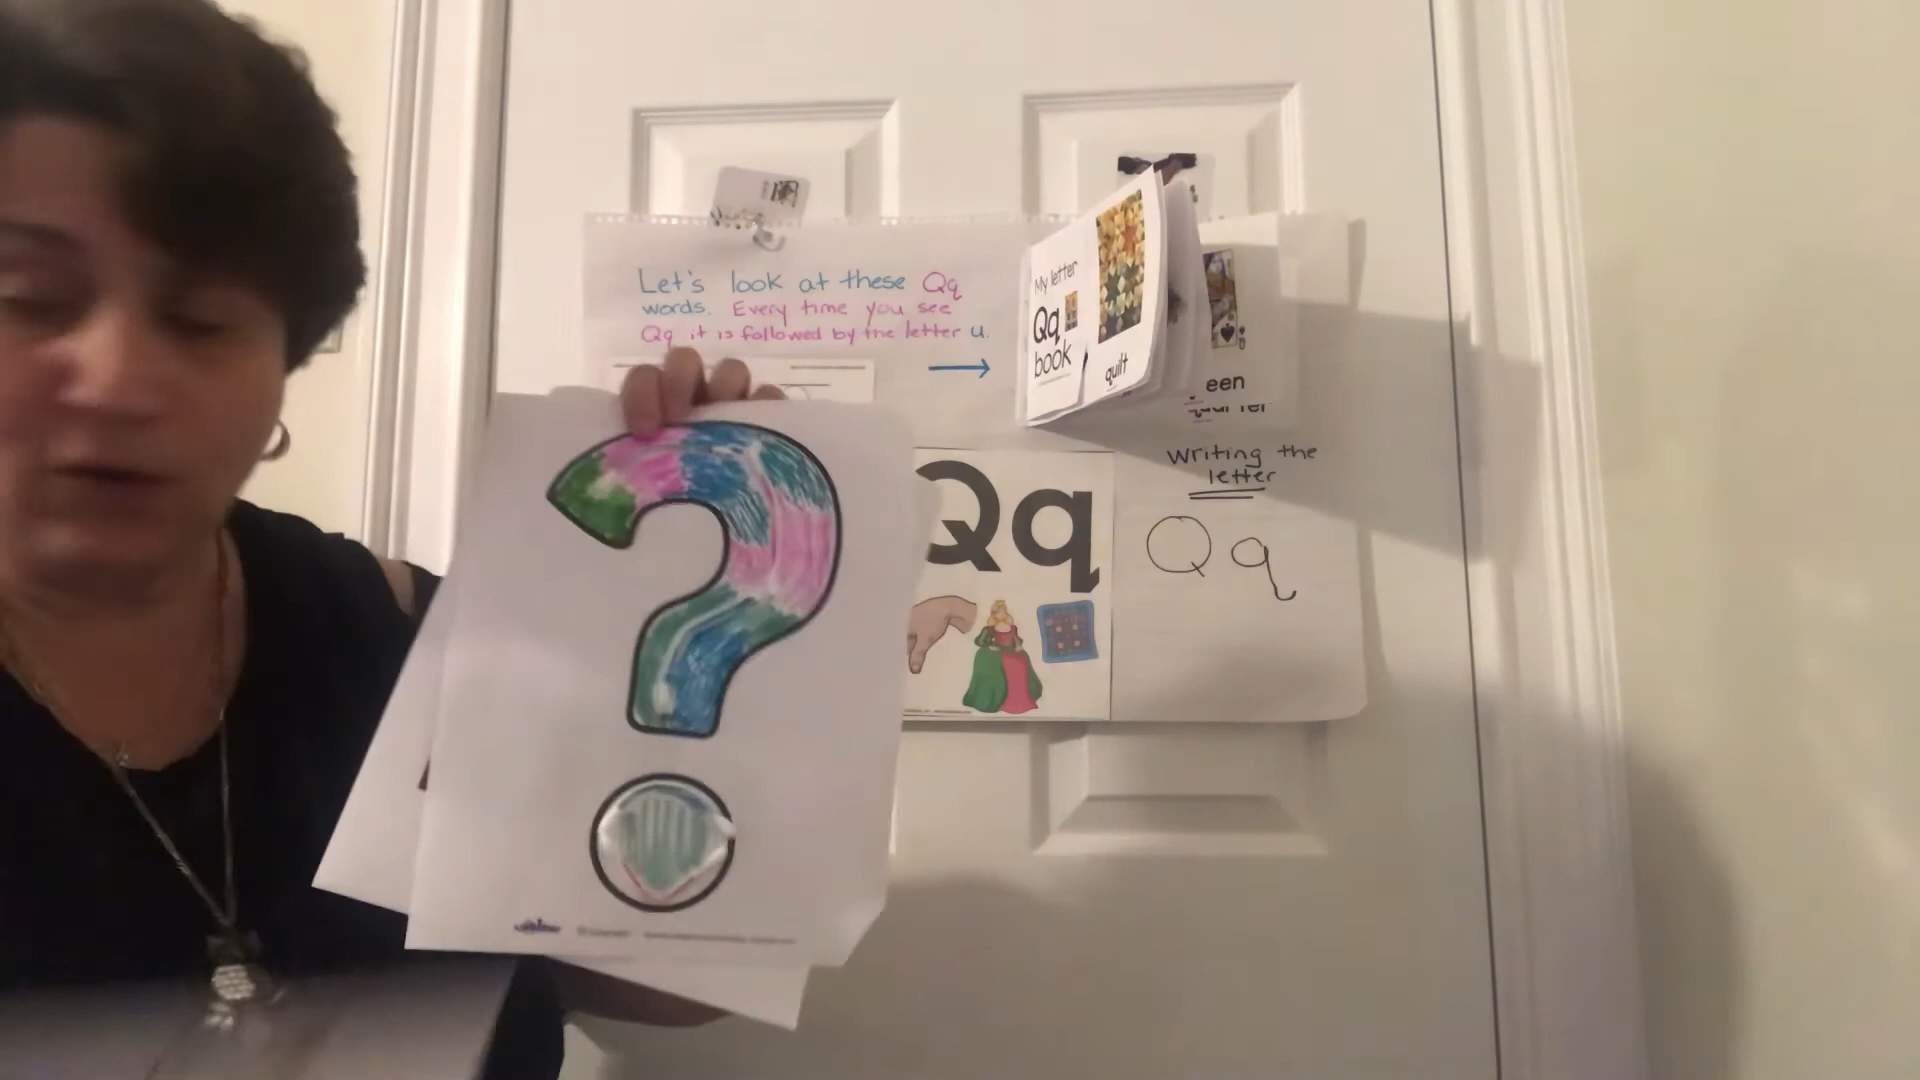 Let's look at these Qq
words. Every time you see
Qq it is followed by the letter u.
My letter
Qq
book
quilt
een
quarter
Writing the
letter
Qq
Q q
?